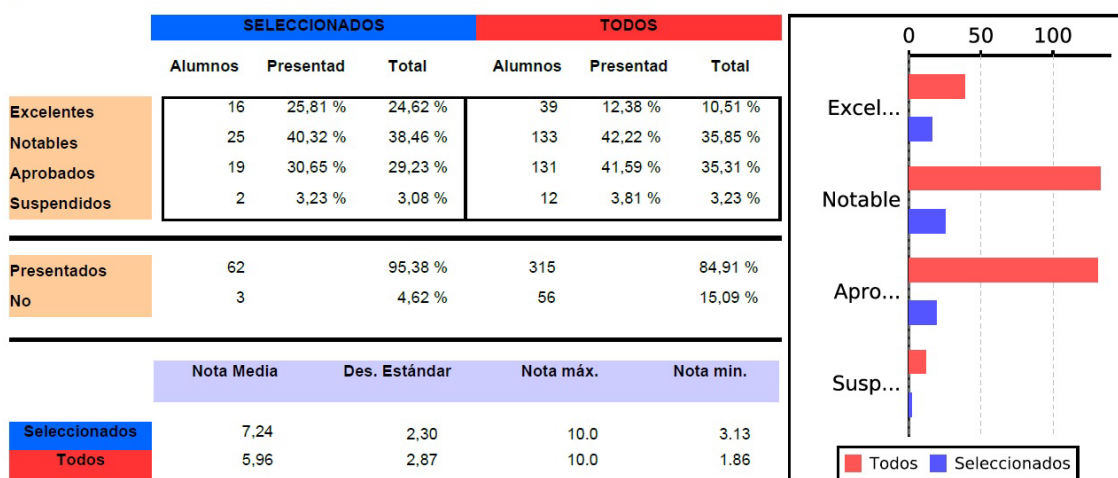 SELECCIONADOS TODOS
Alumnos Presentad Total Alumnos Presentad Total
Excelentes 16 25,81 % 24,62 % 39 12,38 % 10,51 %
Notables 25 40,32 % 38,46 % 133 42,22 % 35,85 %
Aprobados 19 30,65 % 29,23 % 131 41,59 % 35,31 %
Suspendidos 2 3,23 % 3,08 % 12 3,81 % 3,23 %
Presentados 62 95,38 % 315 84,91 %
No 3 4,62 % 56 15,09 %
Nota Media Des. Estándar Nota máx. Nota min.
Seleccionados 7,24 2,30 10.0 3.13
Todos 5,96 2,87 10.0 1.86
0 50 100
Excel...
Notable
Apro...
Susp...
Todos Seleccionados